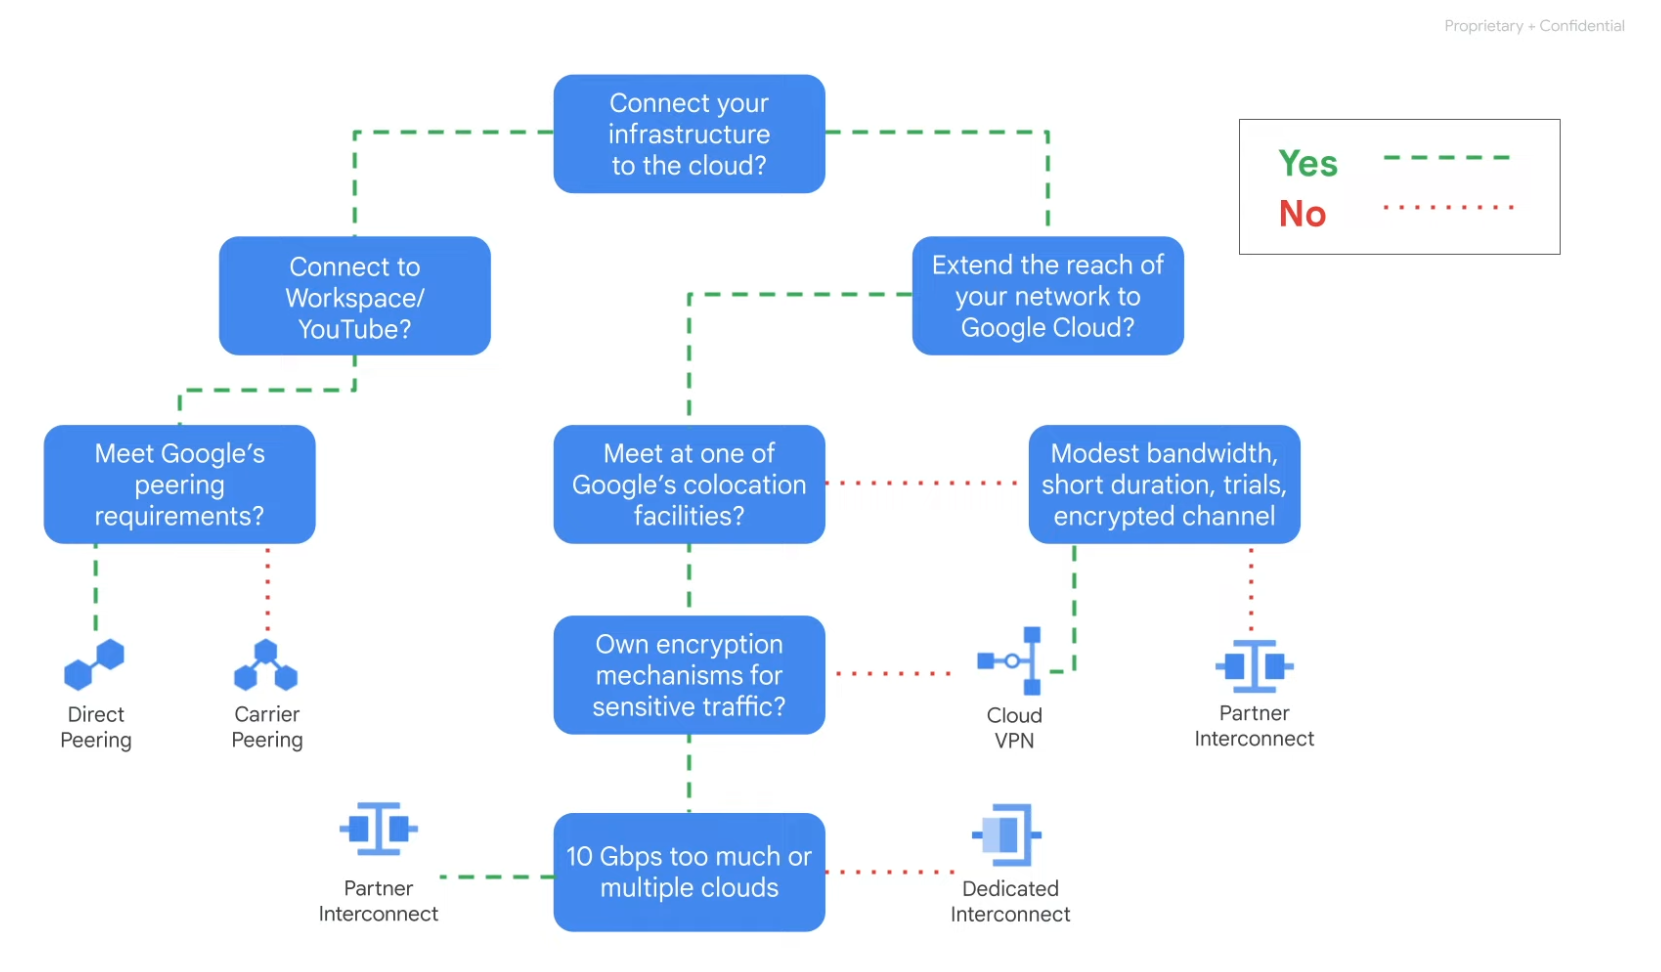 Proprietary + Confidential
Connect your
infrastructure
to the cloud?
Yes
No
Connect to
Workspace/
YouTube?
Extend the reach of
your network to
Google Cloud?
Meet Google’s
peering
requirements?
Meet at one of
Google’s colocation
facilities?
Modest bandwidth,
short duration, trials,
encrypted channel
Own encryption
mechanisms for
sensitive traffic?
Direct
Peering
Carrier
Peering
Cloud
VPN
Partner
Interconnect
Partner
Interconnect
10 Gbps too much or
multiple clouds
Dedicated
Interconnect